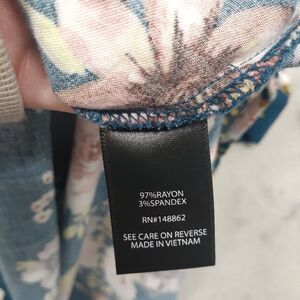 97%RAYON
3%SPANDEX
RN#148862
SEE CARE ON REVERSE
MADE IN VIETNAM